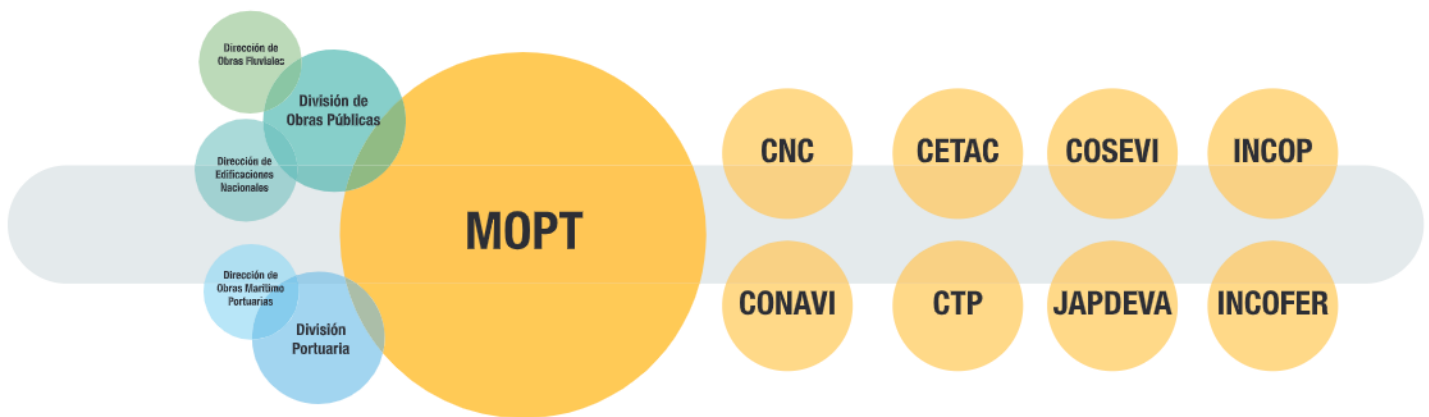 Dirección de
Obras Fluviales
División de
Obras Públicas
Dirección de
Edificaciones
Nacionales
Dirección de
Obras Marítimo
Portuarias
División
Portuaria
MOPT
CNC
CETAC
COSEVI
INCOP
CONAVI
CTP
JAPDEVA
INCOFER